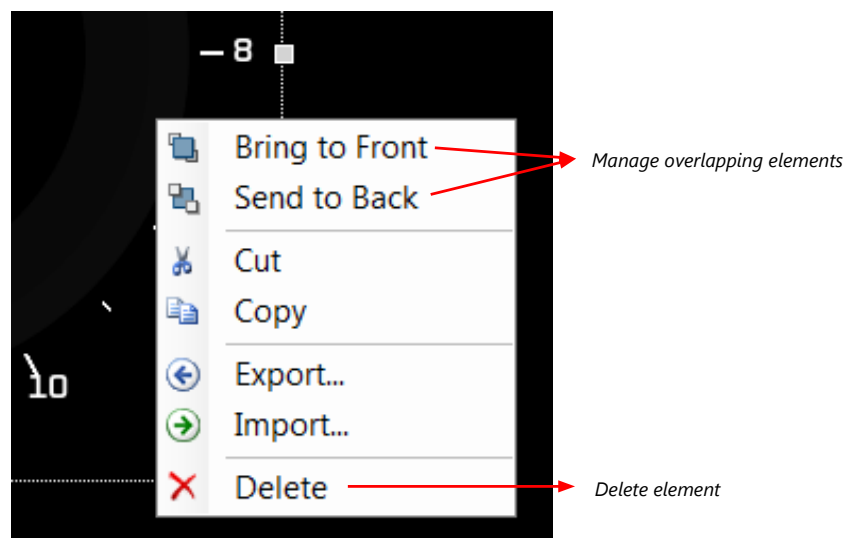 8
Bring to Front
Manage overlapping elements
Send to Back
Cut
Copy
Export...
10
Import...
Delete
Delete element